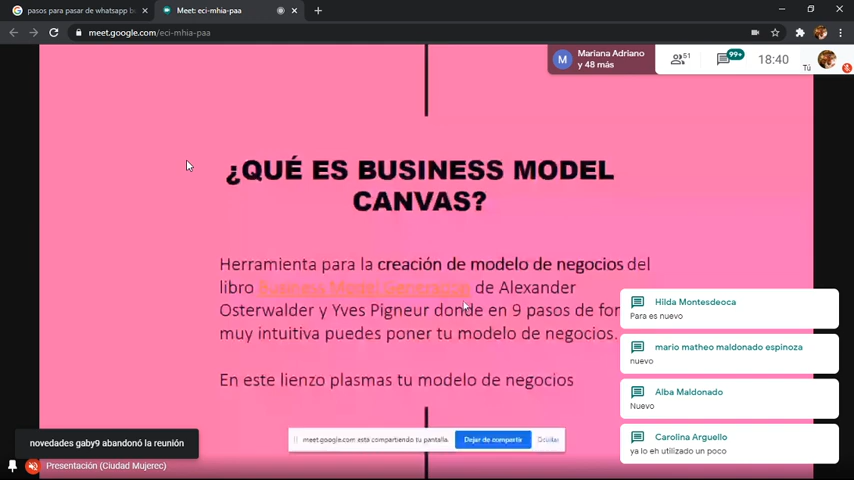 pasos para pasar de whatsapp bu
Meet: eci-mhia-paa
meet.google.com/eci-mhia-paa
M
Mariana Adriano
y 48 más
51
99+
18:40
Tú
¿QUÉ ES BUSINESS MODEL
CANVAS?
Herramienta para la creación de modelo de negocios del
libro Business Model Generación de Alexander
Osterwalder y Yves Pigneur donde en 9 pasos de for
muy intuitiva puedes poner tu modelo de negocios.
En este lienzo plasmas tu modelo de negocios
Hilda Montesdeoca
Para es nuevo
mario matheo maldonado espinoza
nuevo
Alba Maldonado
Nuevo
Carolina Arguello
ya lo eh utilizado un poco
novedades gaby9 abandonó la reunión
meet.google.com está compartiendo tu pantalla.
Dejar de compartir
Ocultar
Presentación (Ciudad Mujerec)